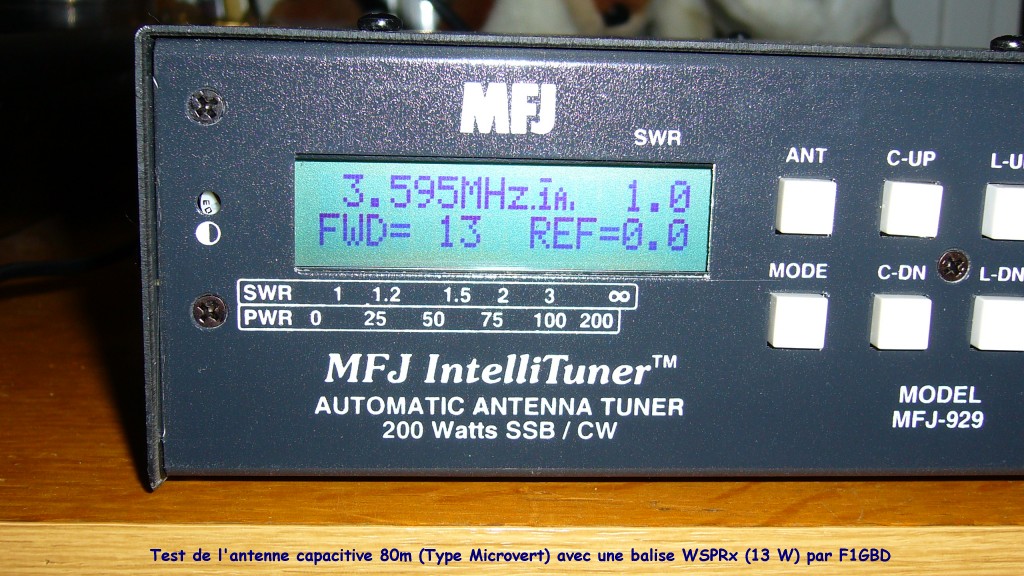 MFJ
SWR
3.595MHz 1.0
FWD= 13 REF=0.0
ANT C-UP
MODE C-DN L-DN
SWR 1 1.2 1.5 2 3 ∞
PWR 0 25 50 75 100 200
MFJ IntelliTuner™
AUTOMATIC ANTENNA TUNER
200 Watts SSB / CW
MODEL
MFJ-929
Test de l'antenne capacitive 80m (Type Microvert) avec une balise WSPRx (13 W) par F1GBD